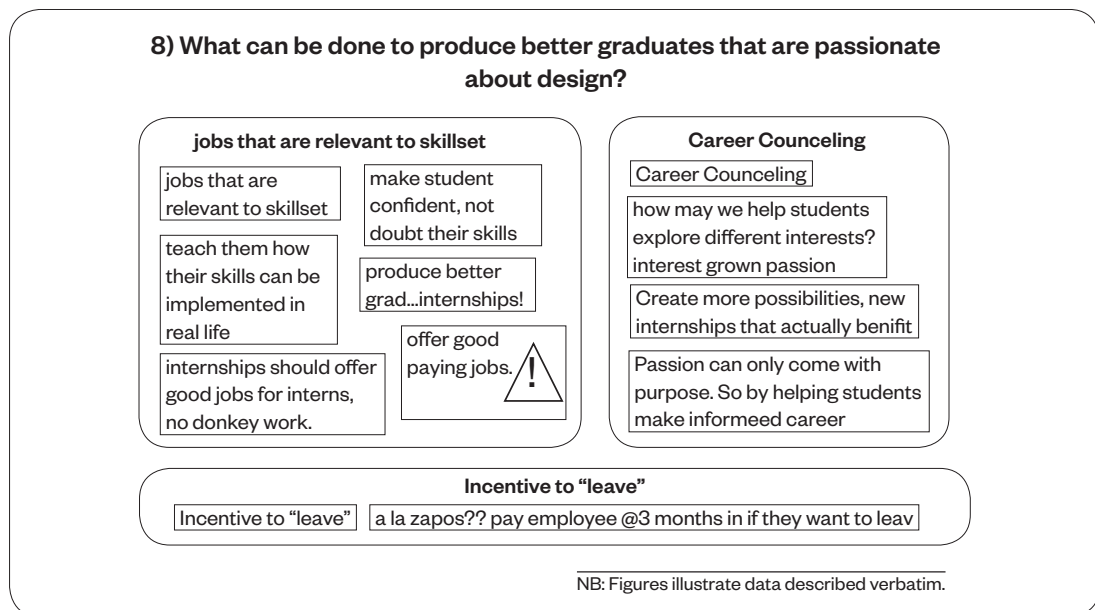 8) What can be done to produce better graduates that are passionate
about design?
jobs that are relevant to skillset
jobs that are
relevant to skillset
make student
confident, not
doubt their skills
teach them how
their skills can be
implemented in
real life
produce better
grad...internships!
internships should offer
good jobs for interns,
no donkey work.
offer good
paying jobs.
!
Career Counceling
Career Counceling
how may we help students
explore different interests?
interest grown passion
Create more possibilities, new
internships that actually benifit
Passion can only come with
purpose. So by helping students
make informeed career
Incentive to “leave”
Incentive to “leave”
a la zapos?? pay employee @3 months in if they want to leav
NB: Figures illustrate data described verbatim.